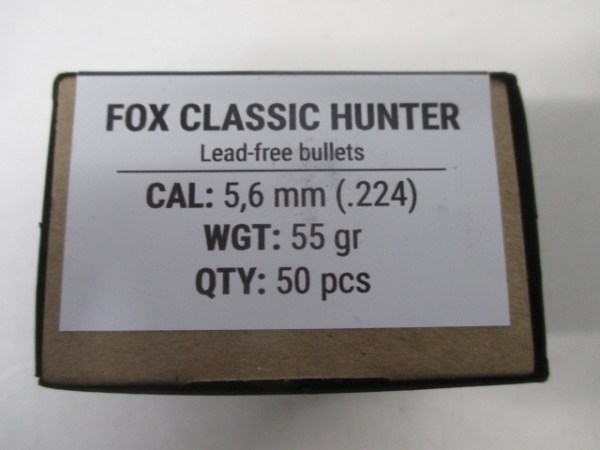 FOX CLASSIC HUNTER
Lead-free bullets
CAL: 5,6 mm (.224)
WGT: 55 gr
QTY: 50 pcs